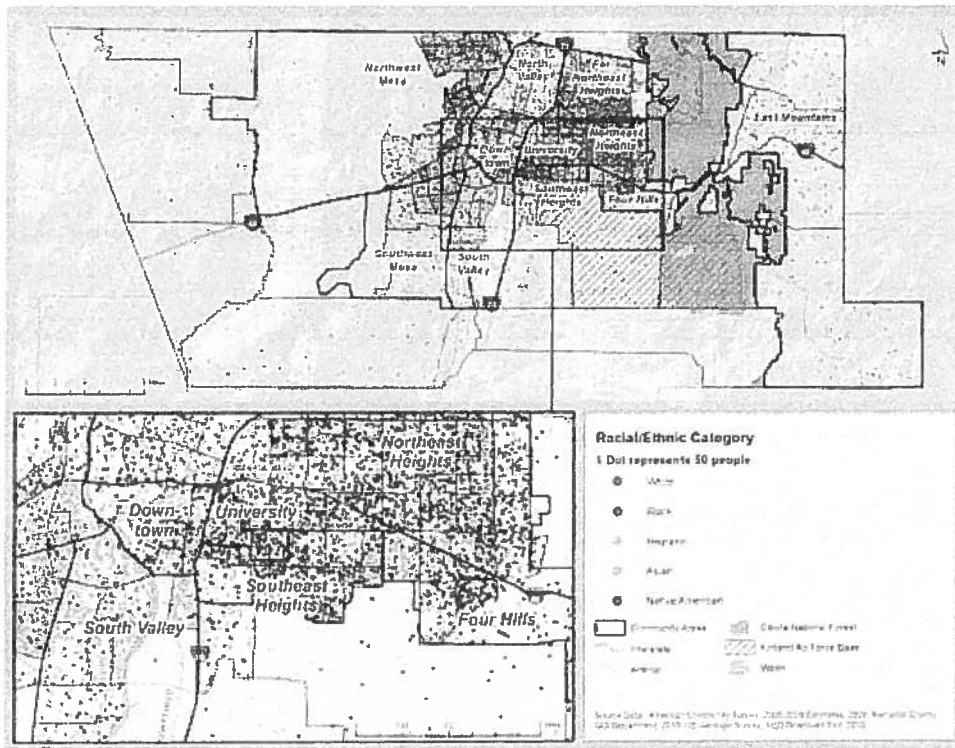 Northwest
Mesa
North
Valley
Far
Northeast
Heights
East Mountains
Down
town
University
Northeast
Heights
Southeast
Heights
Four Hills
Southwest
Mesa
South
Valley
Northeast
Heights
Down
town
University
Southeast
Heights
South Valley
Four Hills
Racial/Ethnic Category
1 Dot represents 50 people
White
Black
Hispanic
Asian
Native American
Community Areas
Cibola National Forest
Interstate
Kirtland Air Force Base
Arterial
Water